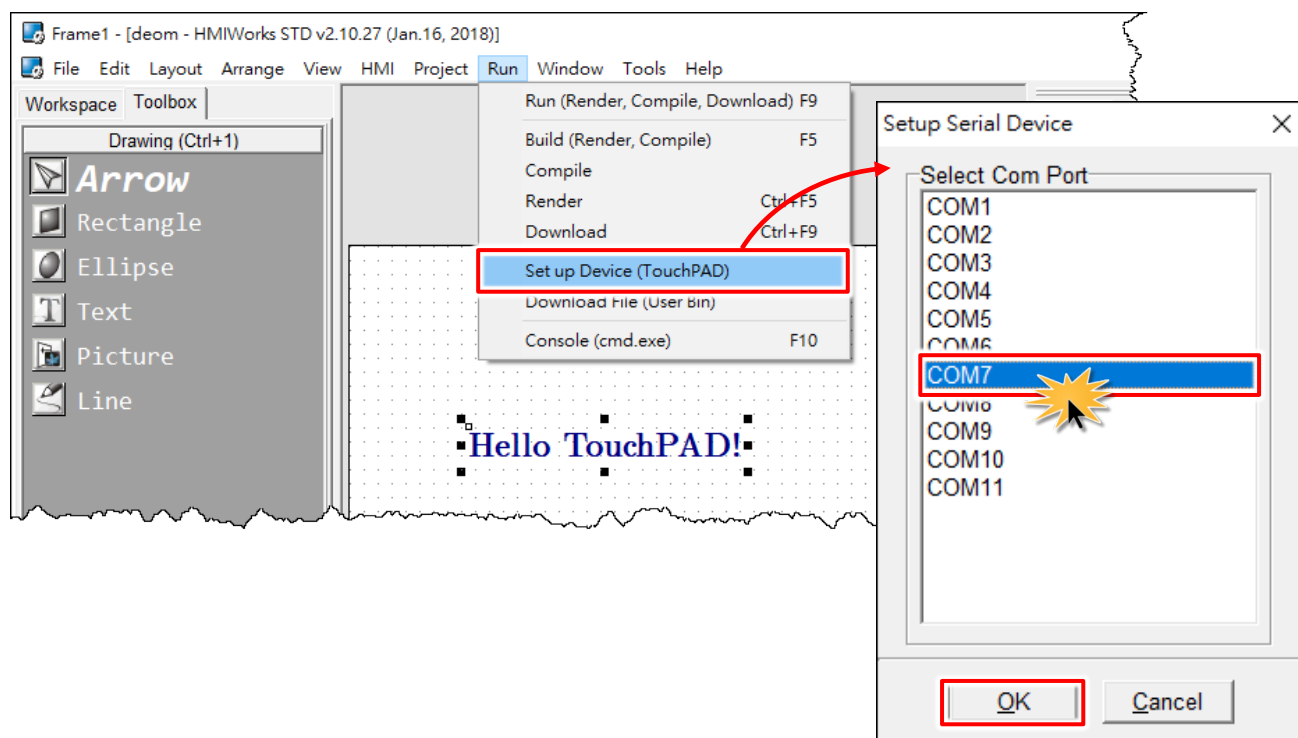 Frame1 - [deom - HMIWorks STD v2.10.27 (Jan.16, 2018)]
File Edit Layout Arrange View HMI Project Run Window Tools Help
Workspace Toolbox
Drawing (Ctrl+1)
Arrow
Rectangle
Ellipse
Text
Picture
Line
Run (Render, Compile, Download) F9
Build (Render, Compile) F5
Compile
Render Ctrl+F5
Download Ctrl+F9
Set up Device (TouchPAD)
Download File (User Bin)
Console (cmd.exe) F10
Hello TouchPAD!
Setup Serial Device
Select Com Port
COM1
COM2
COM3
COM4
COM5
COM6
COM7
COM8
COM9
COM10
COM11
OK Cancel